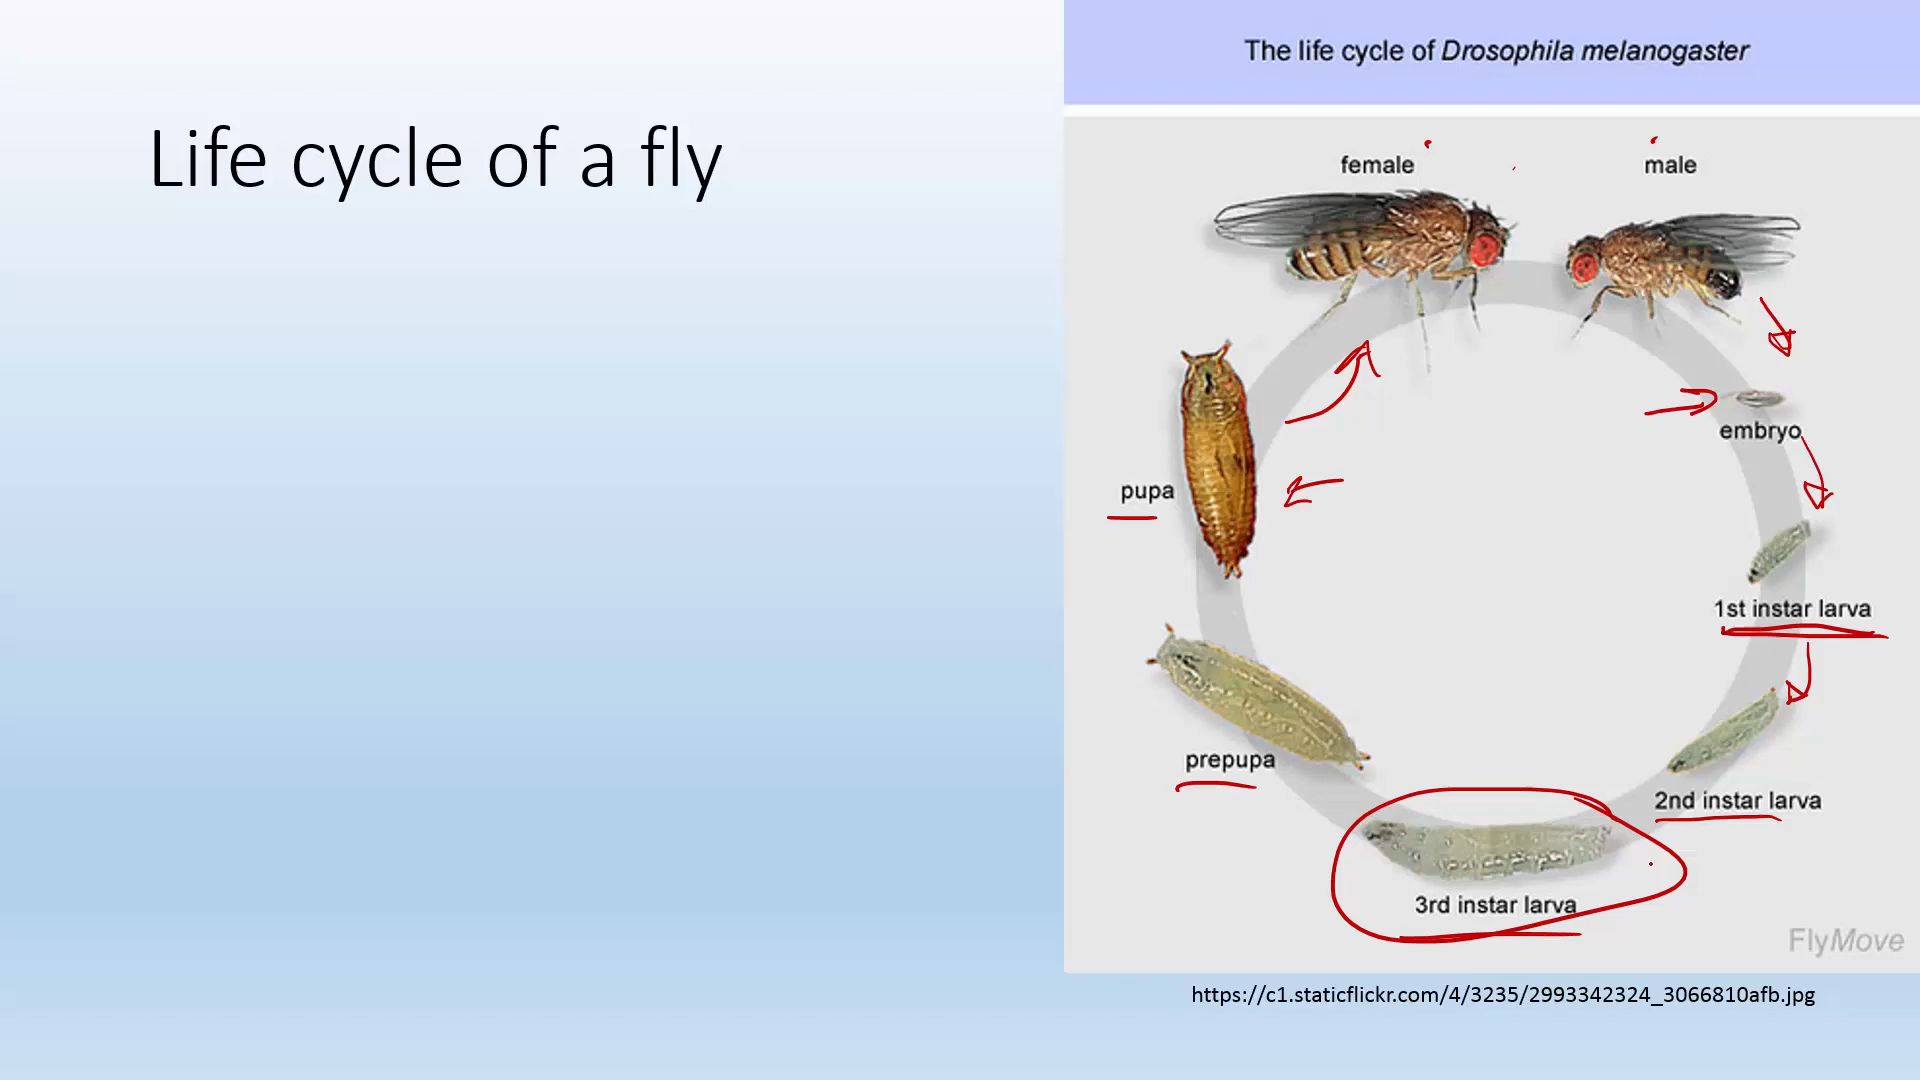 Life cycle of a fly
The life cycle of Drosophila melanogaster
female
male
embryo
pupa
1st instar larva
prepupa
2nd instar larva
3rd instar larva
FlyMove
https://c1.staticflickr.com/4/3235/2993342324_3066810afb.jpg